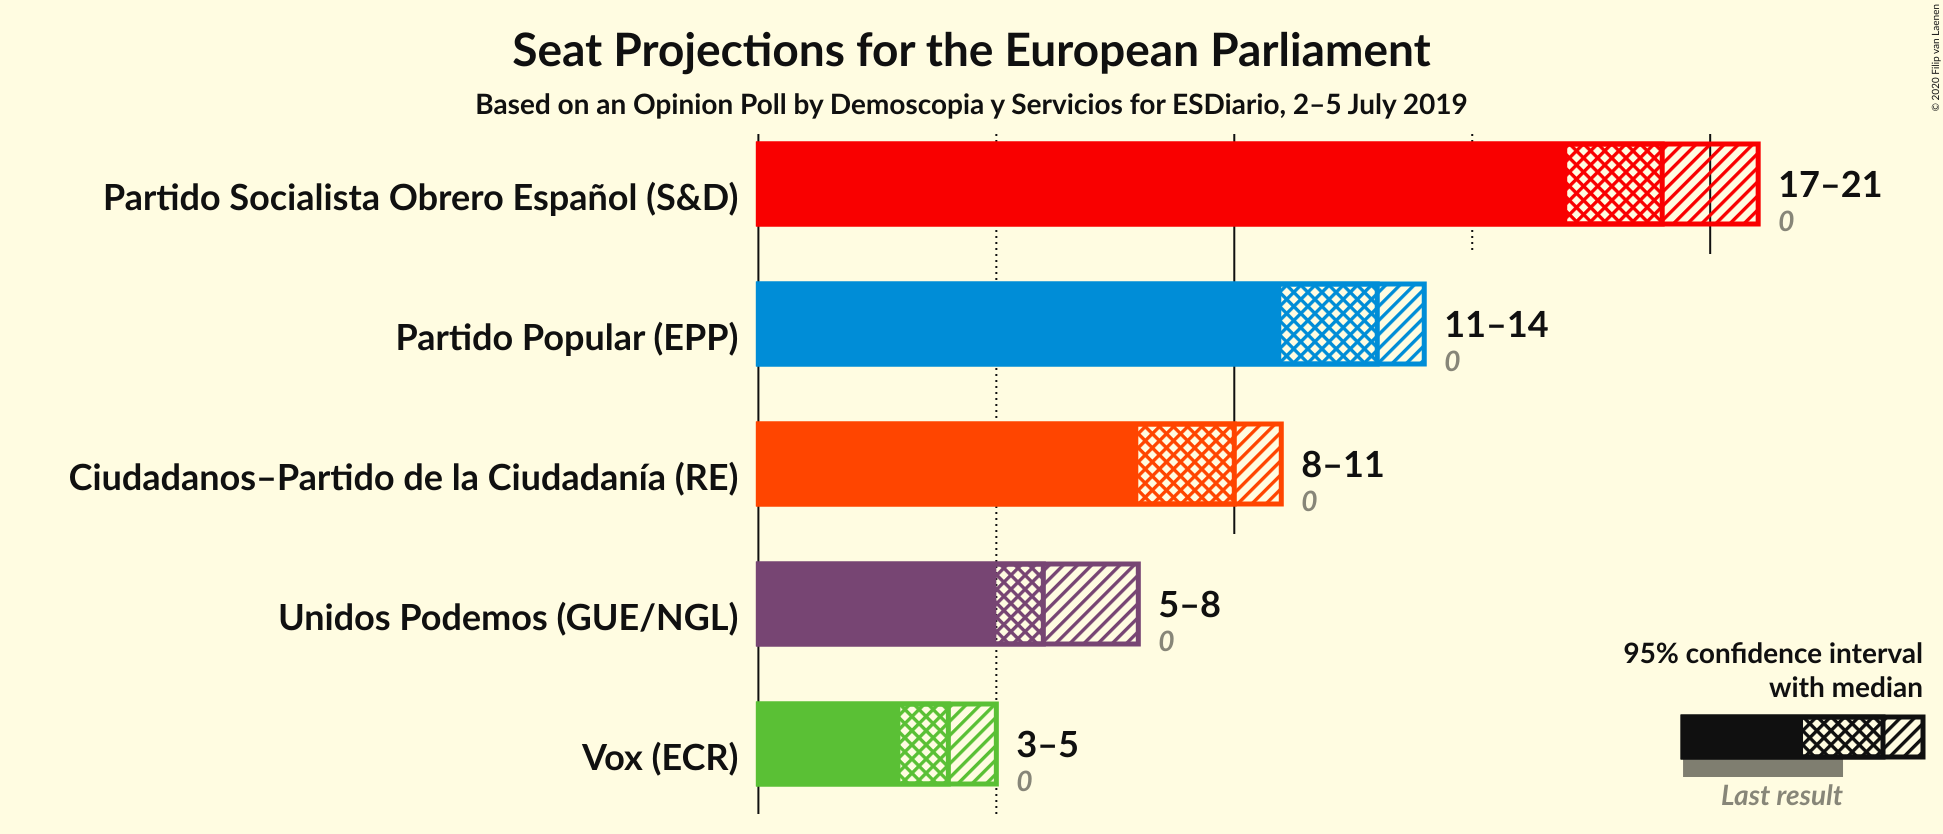 Seat Projections for the European Parliament
Based on an Opinion Poll by Demoscopia y Servicios for ESDiario, 2–5 July 2019
© 2020 Filip van Laenen
Partido Socialista Obrero Español (S&D)
17–21
0
Partido Popular (EPP)
11–14
0
Ciudadanos–Partido de la Ciudadanía (RE)
8–11
0
Unidos Podemos (GUE/NGL)
5–8
0
Vox (ECR)
3–5
0
95% confidence interval
with median
Last result